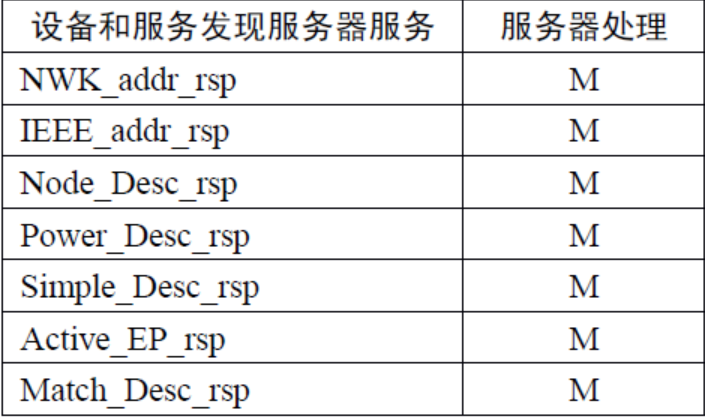 设备和服务发现服务器服务 服务器处理
NWK_addr_rsp M
IEEE_addr_rsp M
Node_Desc_rsp M
Power_Desc_rsp M
Simple_Desc_rsp M
Active_EP_rsp M
Match_Desc_rsp M